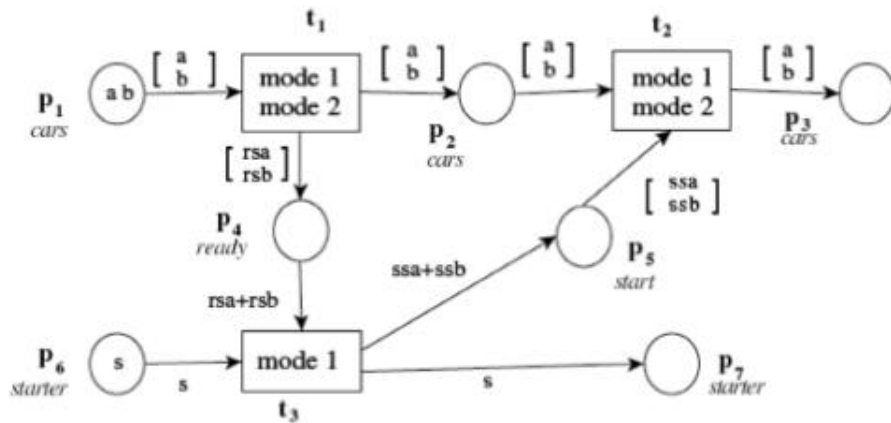 t1
t2
[ a b ]
[ a b ]
[ a b ]
[ a b ]
a b
mode 1
mode 2
mode 1
mode 2
p1
cars
p2
cars
p3
cars
[ rsa rsb ]
[ ssa ssb ]
p4
ready
ssa+ssb
p5
start
rsa+rsb
p6
starter
s
s
mode 1
s
p7
starter
t3